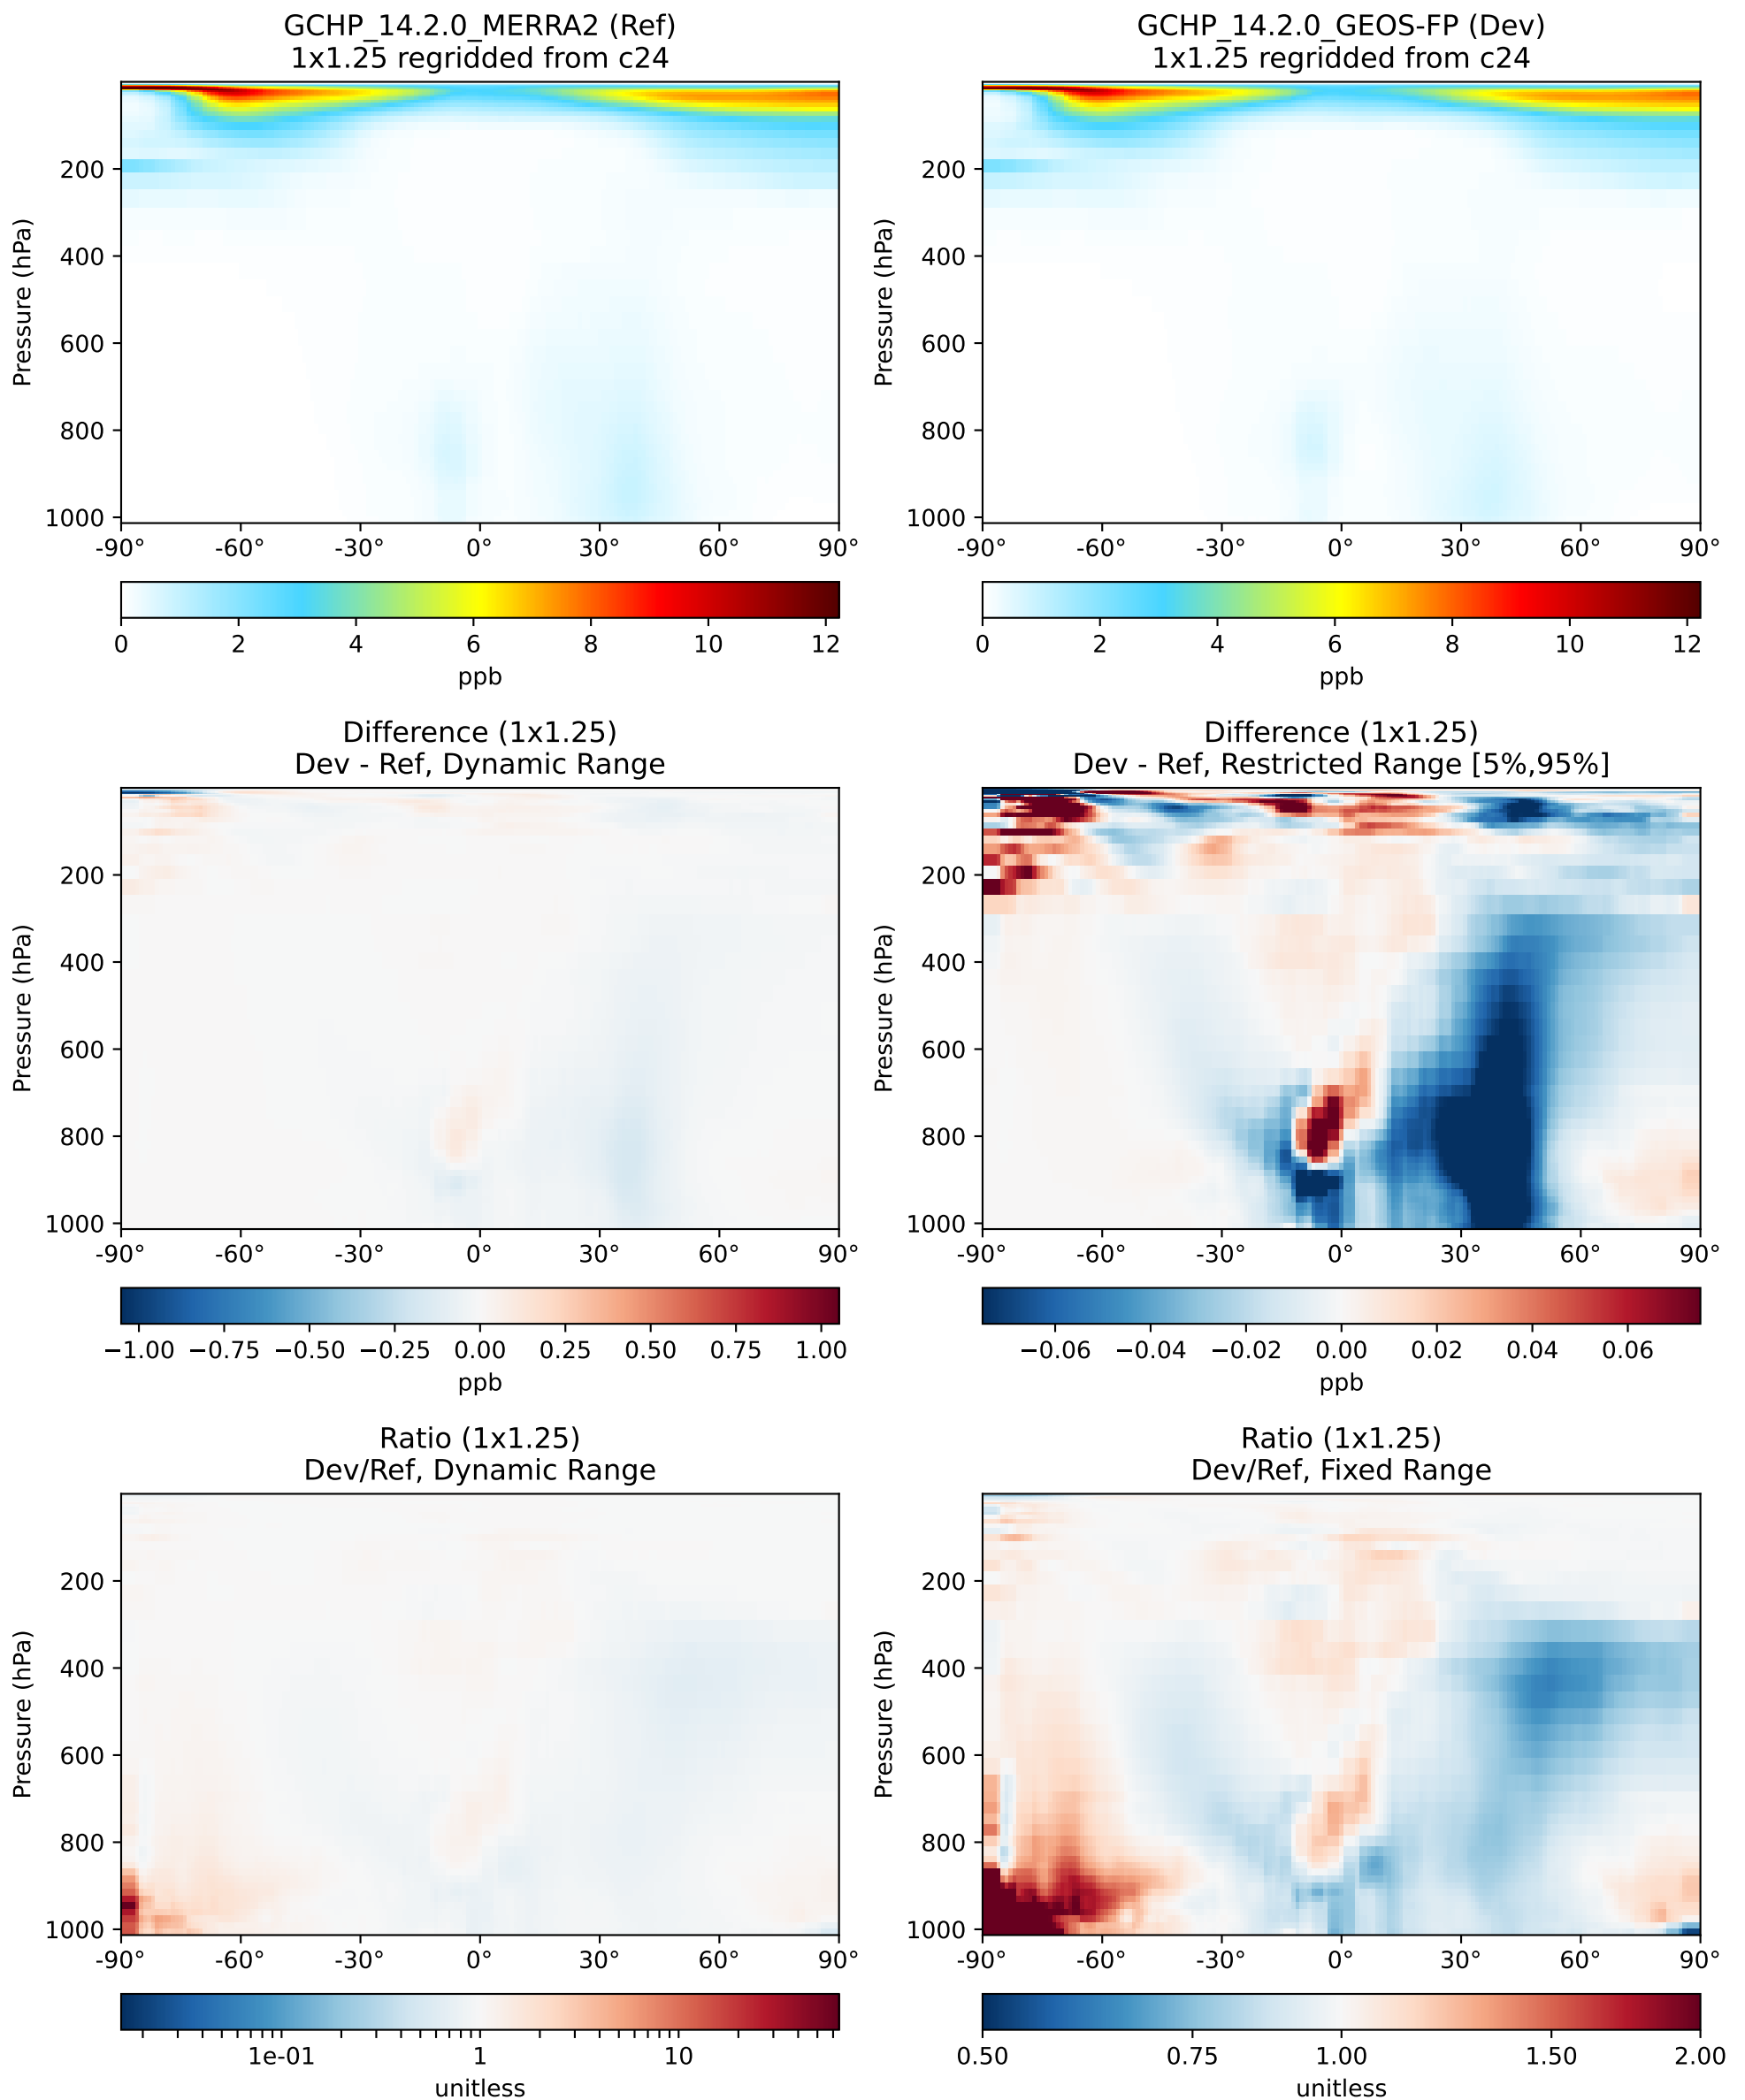 GCHP_14.2.0_MERRA2 (Ref)
1x1.25 regridded from c24
Pressure (hPa)
200
400
600
800
1000
-90° -60° -30° 0° 30° 60° 90°
0 2 4 6 8 10 12
ppb
GCHP_14.2.0_GEOS-FP (Dev)
1x1.25 regridded from c24
Pressure (hPa)
200
400
600
800
1000
-90° -60° -30° 0° 30° 60° 90°
0 2 4 6 8 10 12
ppb
Difference (1x1.25)
Dev - Ref, Dynamic Range
Pressure (hPa)
200
400
600
800
1000
-90° -60° -30° 0° 30° 60° 90°
−1.00 −0.75 −0.50 −0.25 0.00 0.25 0.50 0.75 1.00
ppb
Difference (1x1.25)
Dev - Ref, Restricted Range [5%,95%]
Pressure (hPa)
200
400
600
800
1000
-90° -60° -30° 0° 30° 60° 90°
−0.06 −0.04 −0.02 0.00 0.02 0.04 0.06
ppb
Ratio (1x1.25)
Dev/Ref, Dynamic Range
Pressure (hPa)
200
400
600
800
1000
-90° -60° -30° 0° 30° 60° 90°
1e-01 1 10
unitless
Ratio (1x1.25)
Dev/Ref, Fixed Range
Pressure (hPa)
200
400
600
800
1000
-90° -60° -30° 0° 30° 60° 90°
0.50 0.75 1.00 1.50 2.00
unitless